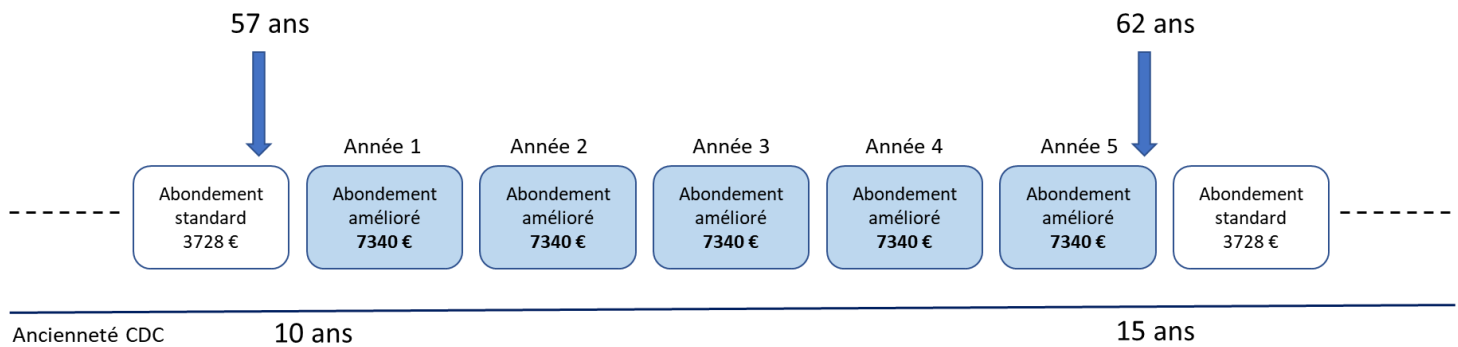 57 ans
62 ans
Année 1
Année 2
Année 3
Année 4
Année 5
Abondement
standard
3728 €
Abondement
amélioré
7340 €
Abondement
amélioré
7340 €
Abondement
amélioré
7340 €
Abondement
amélioré
7340 €
Abondement
amélioré
7340 €
Abondement
standard
3728 €
Ancienneté CDC
10 ans
15 ans